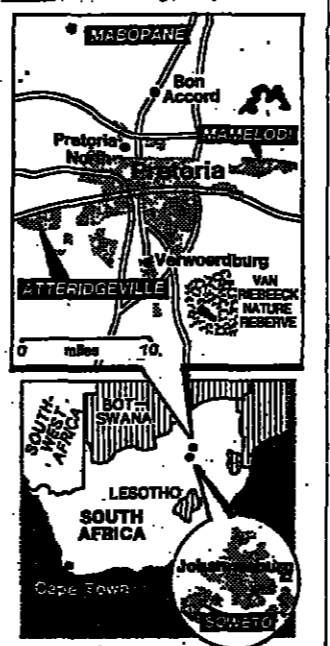 MABOPANE
Bon
Accord
MAMELODI
Pretoria
North
Pretoria
Verwoerdburg
ATTERIDGEVILLE
VAN
RIEBEECK
NATURE
RESERVE
0 miles 10
SOUTH-
WEST
AFRICA
BOT-
SWANA
LESOTHO
SOUTH
AFRICA
Cape Town
Johannesburg
SOWETO